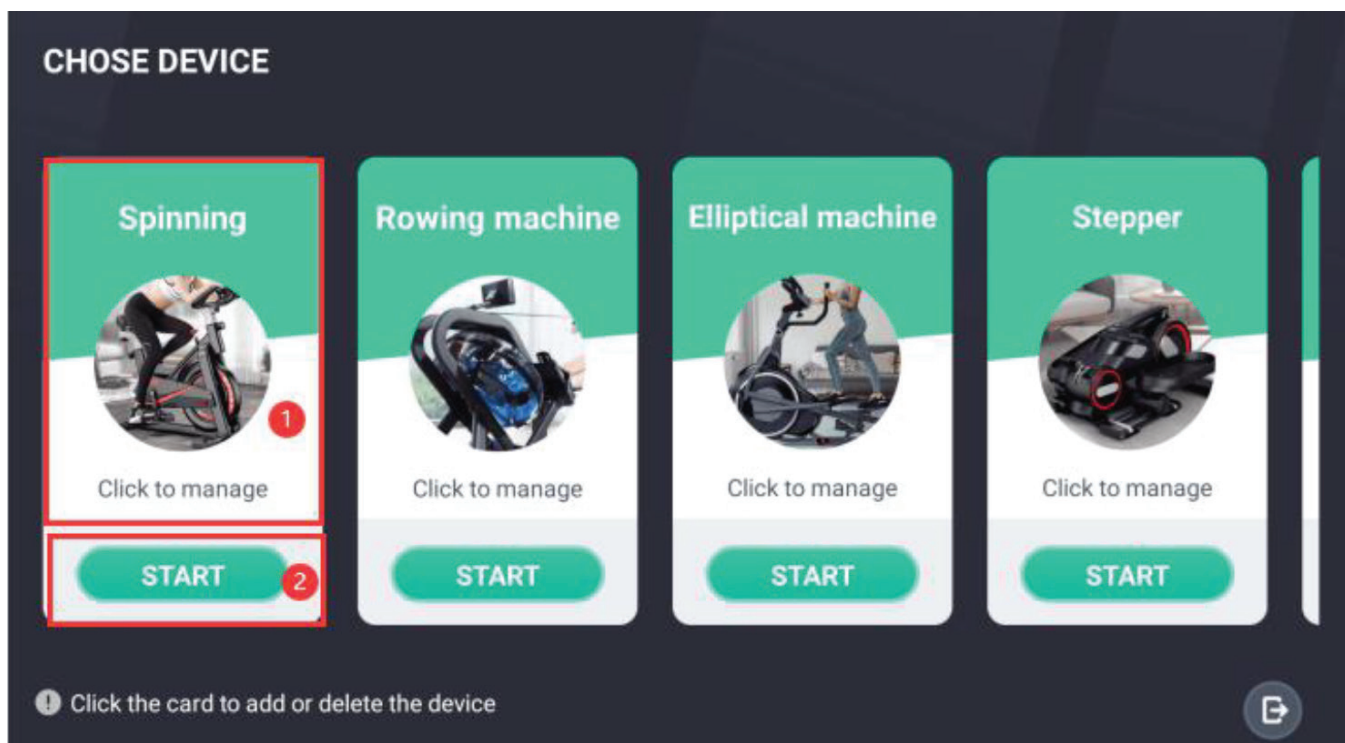 CHOSE DEVICE
Spinning
Rowing machine
Elliptical machine
Stepper
1
Click to manage
Click to manage
Click to manage
Click to manage
START
2
START
START
START
Click the card to add or delete the device